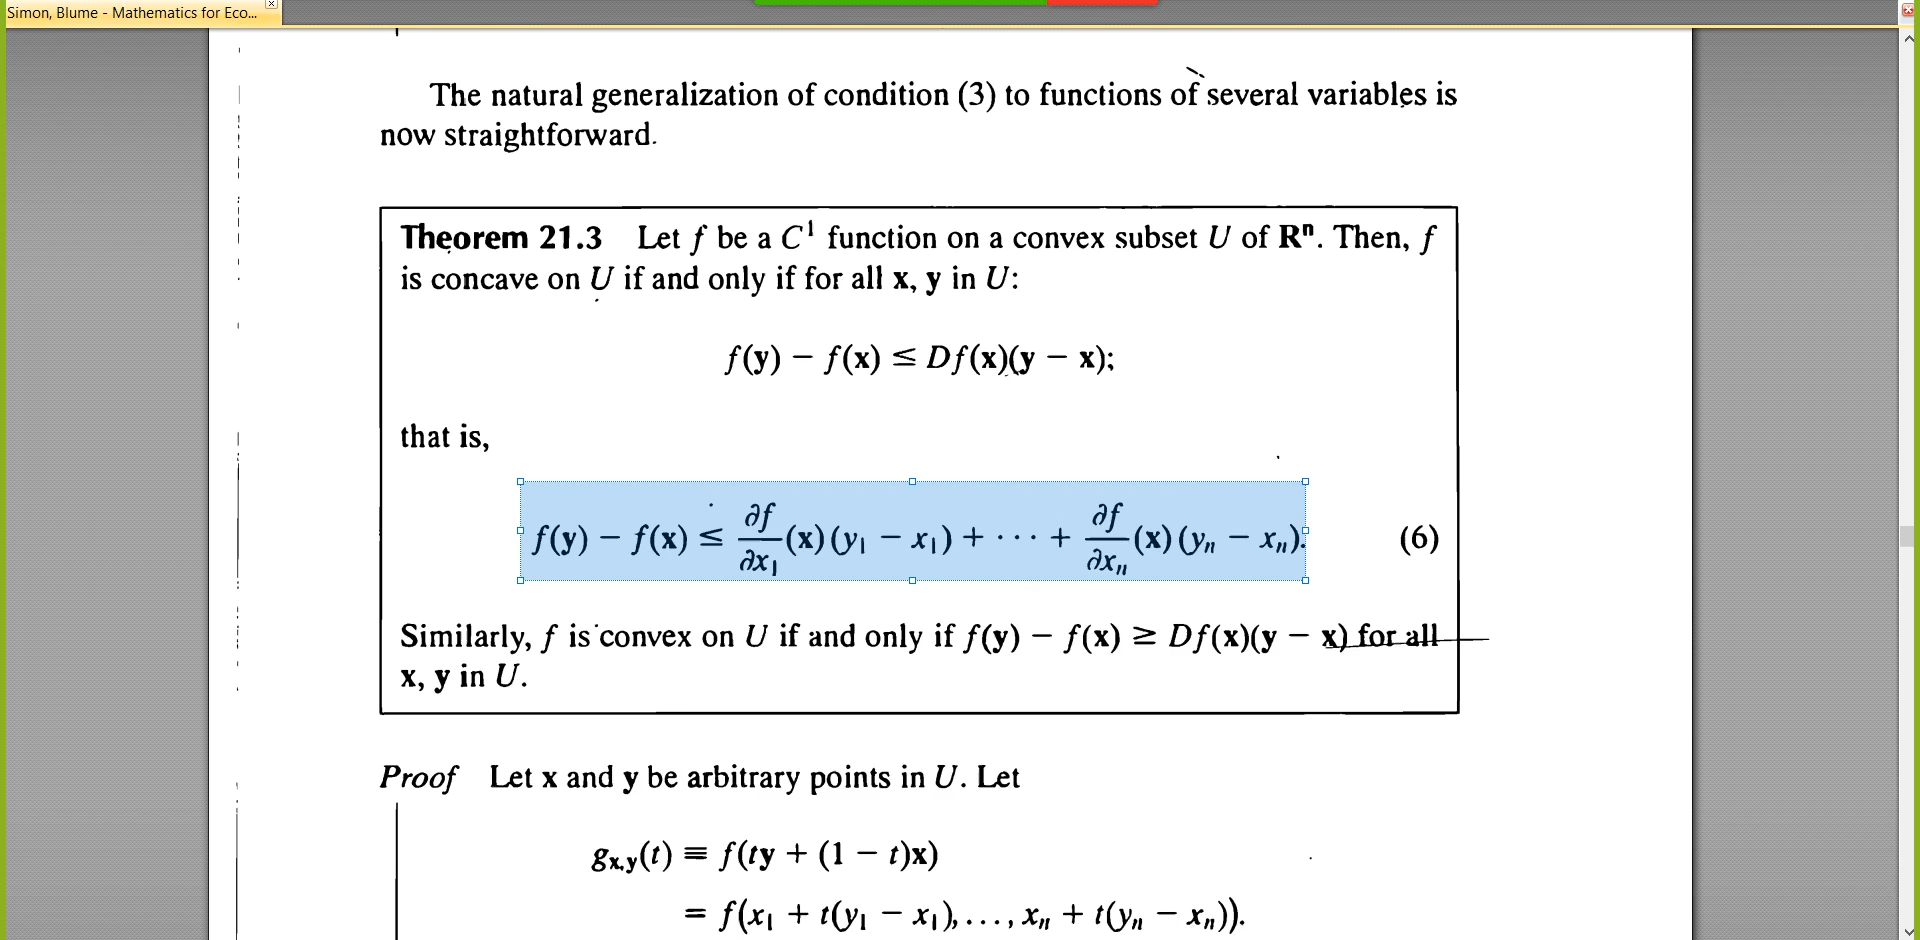 Simon, Blume - Mathematics for Eco...
The natural generalization of condition (3) to functions of several variables is
now straightforward.
Theorem 21.3 Let f be a C¹ function on a convex subset U of Rⁿ. Then, f
is concave on U if and only if for all x, y in U:
f(y) − f(x) ≤ Df(x)(y − x);
that is,
f(y) − f(x) ≤ ∂f/∂x₁ (x)(y₁ − x₁) + · · · + ∂f/∂xₙ (x)(yₙ − xₙ). (6)
Similarly, f is convex on U if and only if f(y) − f(x) ≥ Df(x)(y − x) for all
x, y in U.
Proof Let x and y be arbitrary points in U. Let
gx,y(t) ≡ f(ty + (1 − t)x)
= f(x₁ + t(y₁ − x₁), . . . , xₙ + t(yₙ − xₙ)).